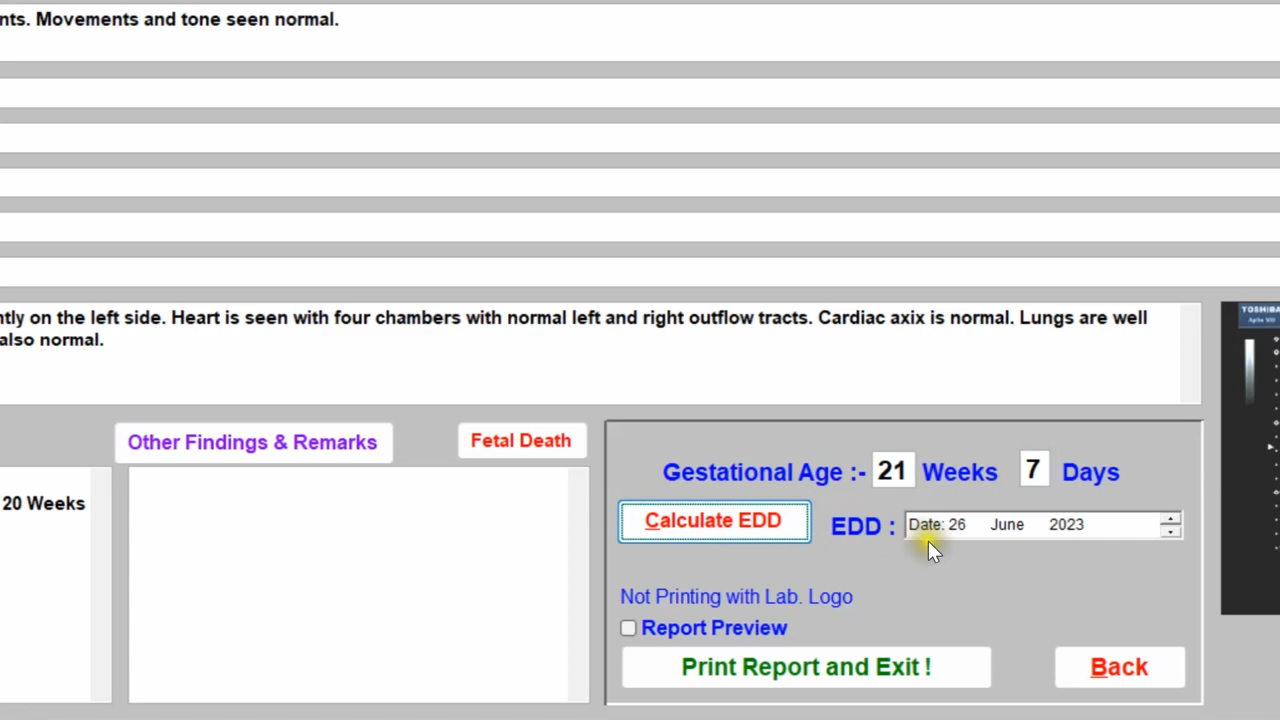 nts. Movements and tone seen normal.
ntly on the left side. Heart is seen with four chambers with normal left and right outflow tracts. Cardiac axix is normal. Lungs are well
also normal.
TOSHIBA
Other Findings & Remarks
Fetal Death
20 Weeks
Gestational Age :- 21 Weeks 7 Days
Calculate EDD
EDD : Date: 26 June 2023
Not Printing with Lab. Logo
Report Preview
Print Report and Exit !
Back